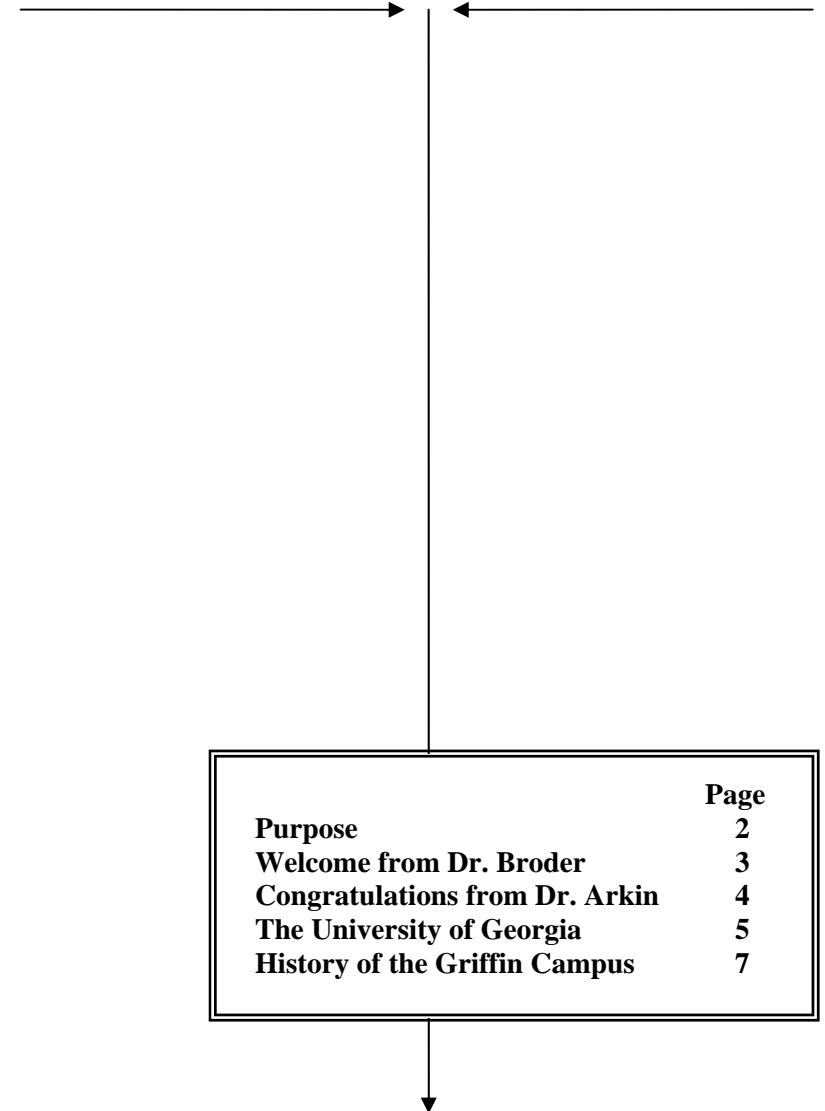 Page
Purpose 2
Welcome from Dr. Broder 3
Congratulations from Dr. Arkin 4
The University of Georgia 5
History of the Griffin Campus 7